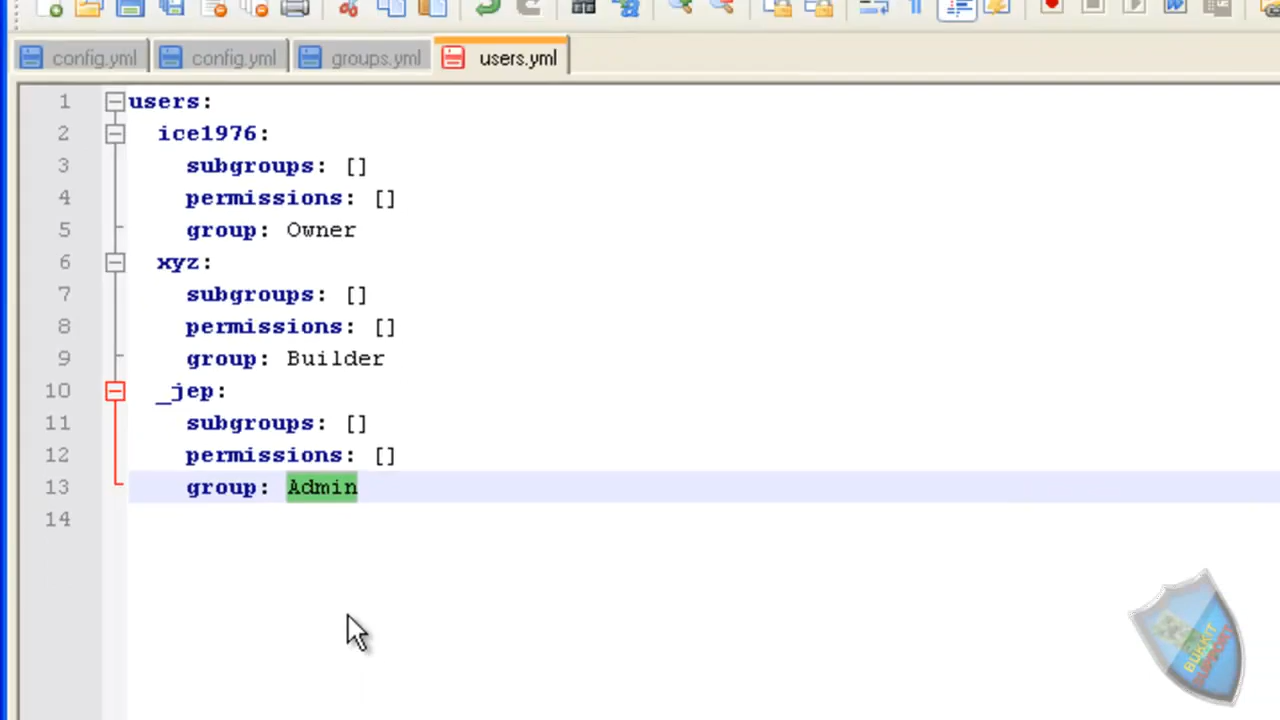 config.yml config.yml groups.yml users.yml
1 users:
2 ice1976:
3 subgroups: []
4 permissions: []
5 group: Owner
6 xyz:
7 subgroups: []
8 permissions: []
9 group: Builder
10 _jep:
11 subgroups: []
12 permissions: []
13 group: Admin
14
BUKKIT
SUPPORT